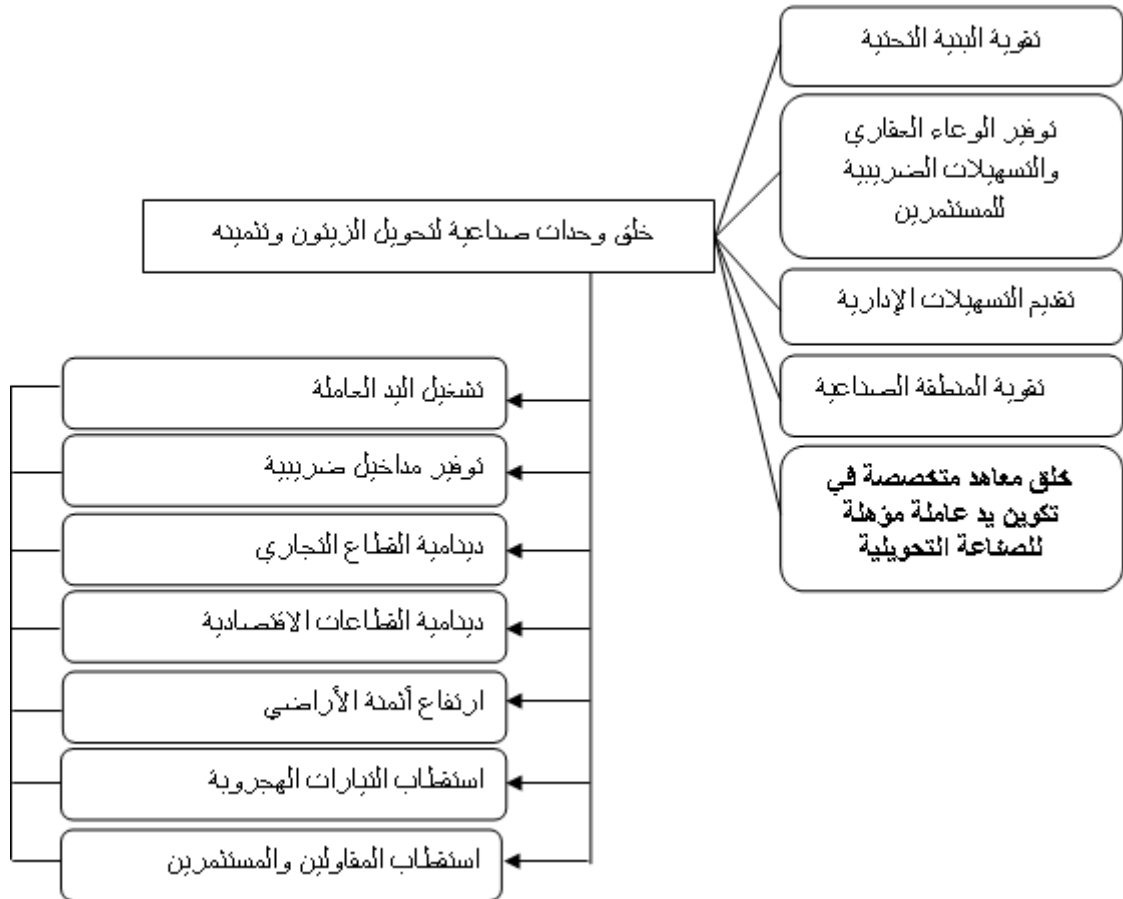 تقوية البنية التحتية
توفير الوعاء العقاري
والتسهيلات الضريبية
للمستثمرين
خلق وحدات صناعية لتحويل الزيتون وتثمينه
تقديم التسهيلات الإدارية
تقوية المنطقة الصناعية
خلق معاهد متخصصة في
تكوين يد عاملة مؤهلة
للصناعة التحويلية
تشغيل اليد العاملة
توفير مداخيل ضريبية
دينامية القطاع التجاري
دينامية القطاعات الاقتصادية
ارتفاع أثمنة الأراضي
استقطاب التيارات الهجروية
استقطاب المقاولين والمستثمرين